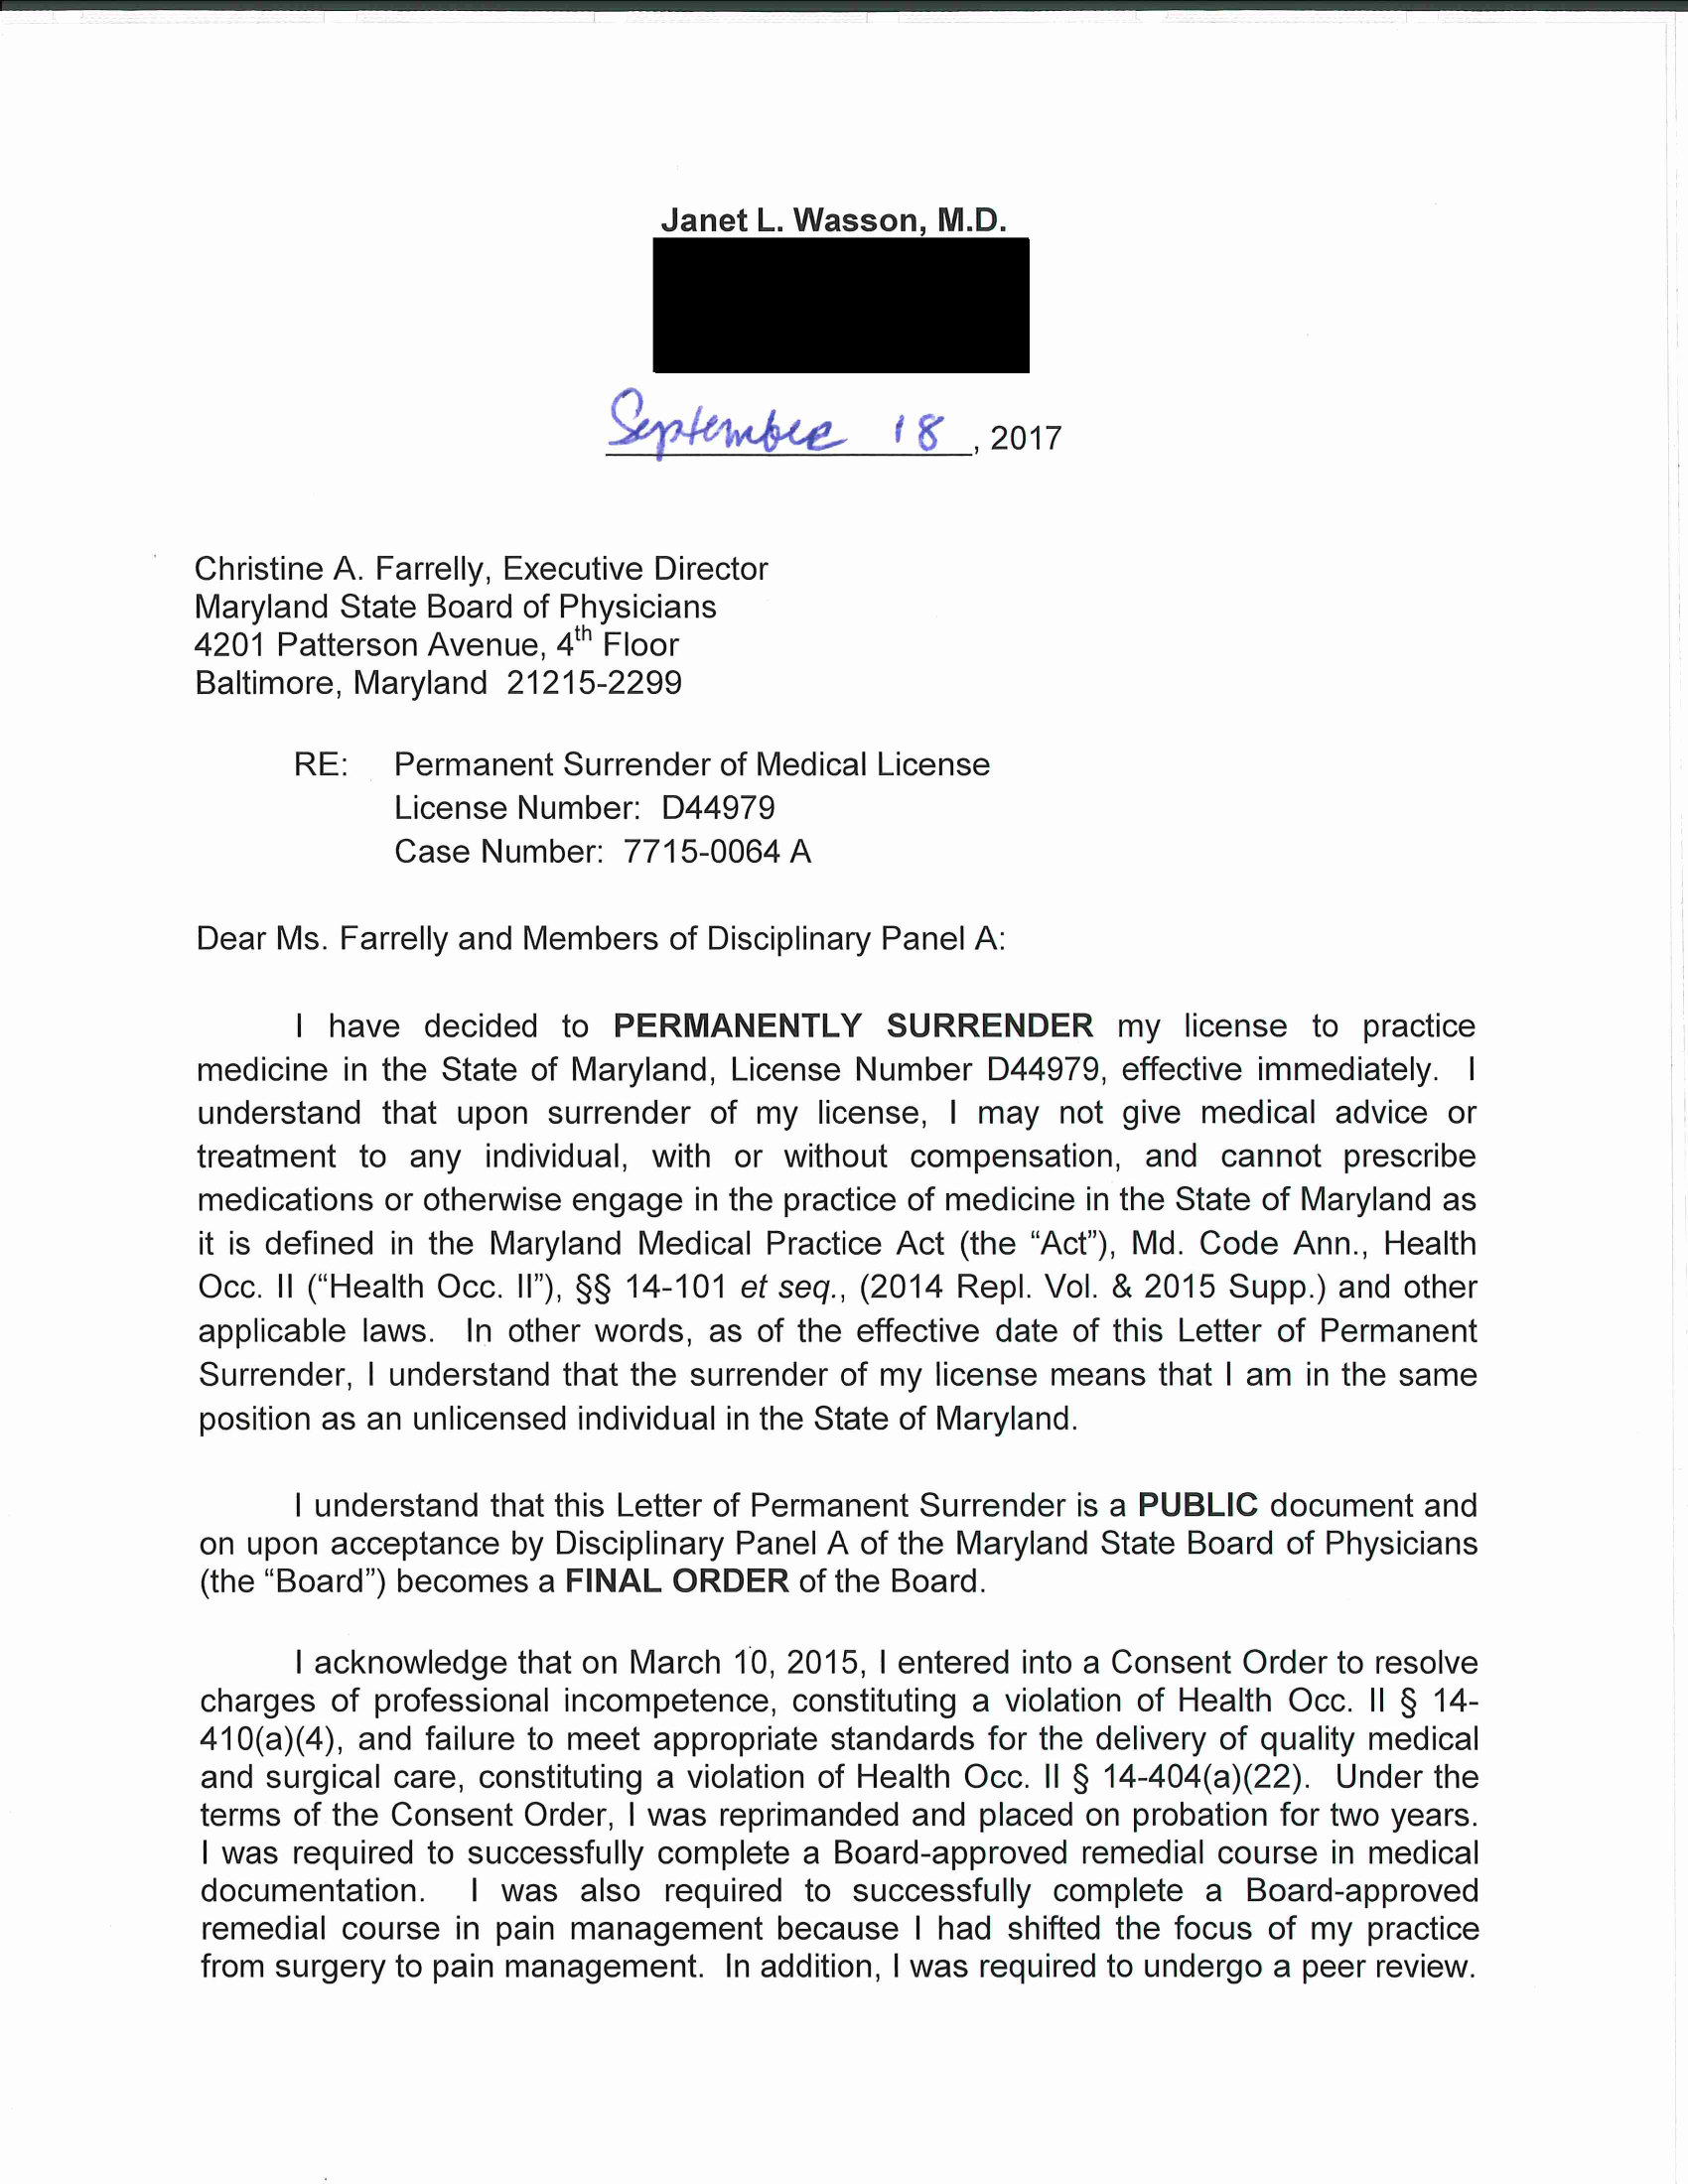 Janet L. Wasson, M.D.
September 18, 2017
Christine A. Farrelly, Executive Director
Maryland State Board of Physicians
4201 Patterson Avenue, 4th Floor
Baltimore, Maryland 21215-2299
RE: Permanent Surrender of Medical License
License Number: D44979
Case Number: 7715-0064 A
Dear Ms. Farrelly and Members of Disciplinary Panel A:
I have decided to PERMANENTLY SURRENDER my license to practice
medicine in the State of Maryland, License Number D44979, effective immediately. I
understand that upon surrender of my license, I may not give medical advice or
treatment to any individual, with or without compensation, and cannot prescribe
medications or otherwise engage in the practice of medicine in the State of Maryland as
it is defined in the Maryland Medical Practice Act (the “Act”), Md. Code Ann., Health
Occ. II (“Health Occ. II”), §§ 14-101 et seq., (2014 Repl. Vol. & 2015 Supp.) and other
applicable laws. In other words, as of the effective date of this Letter of Permanent
Surrender, I understand that the surrender of my license means that I am in the same
position as an unlicensed individual in the State of Maryland.
I understand that this Letter of Permanent Surrender is a PUBLIC document and
on upon acceptance by Disciplinary Panel A of the Maryland State Board of Physicians
(the “Board”) becomes a FINAL ORDER of the Board.
I acknowledge that on March 10, 2015, I entered into a Consent Order to resolve
charges of professional incompetence, constituting a violation of Health Occ. II § 14-
410(a)(4), and failure to meet appropriate standards for the delivery of quality medical
and surgical care, constituting a violation of Health Occ. II § 14-404(a)(22). Under the
terms of the Consent Order, I was reprimanded and placed on probation for two years.
I was required to successfully complete a Board-approved remedial course in medical
documentation. I was also required to successfully complete a Board-approved
remedial course in pain management because I had shifted the focus of my practice
from surgery to pain management. In addition, I was required to undergo a peer review.